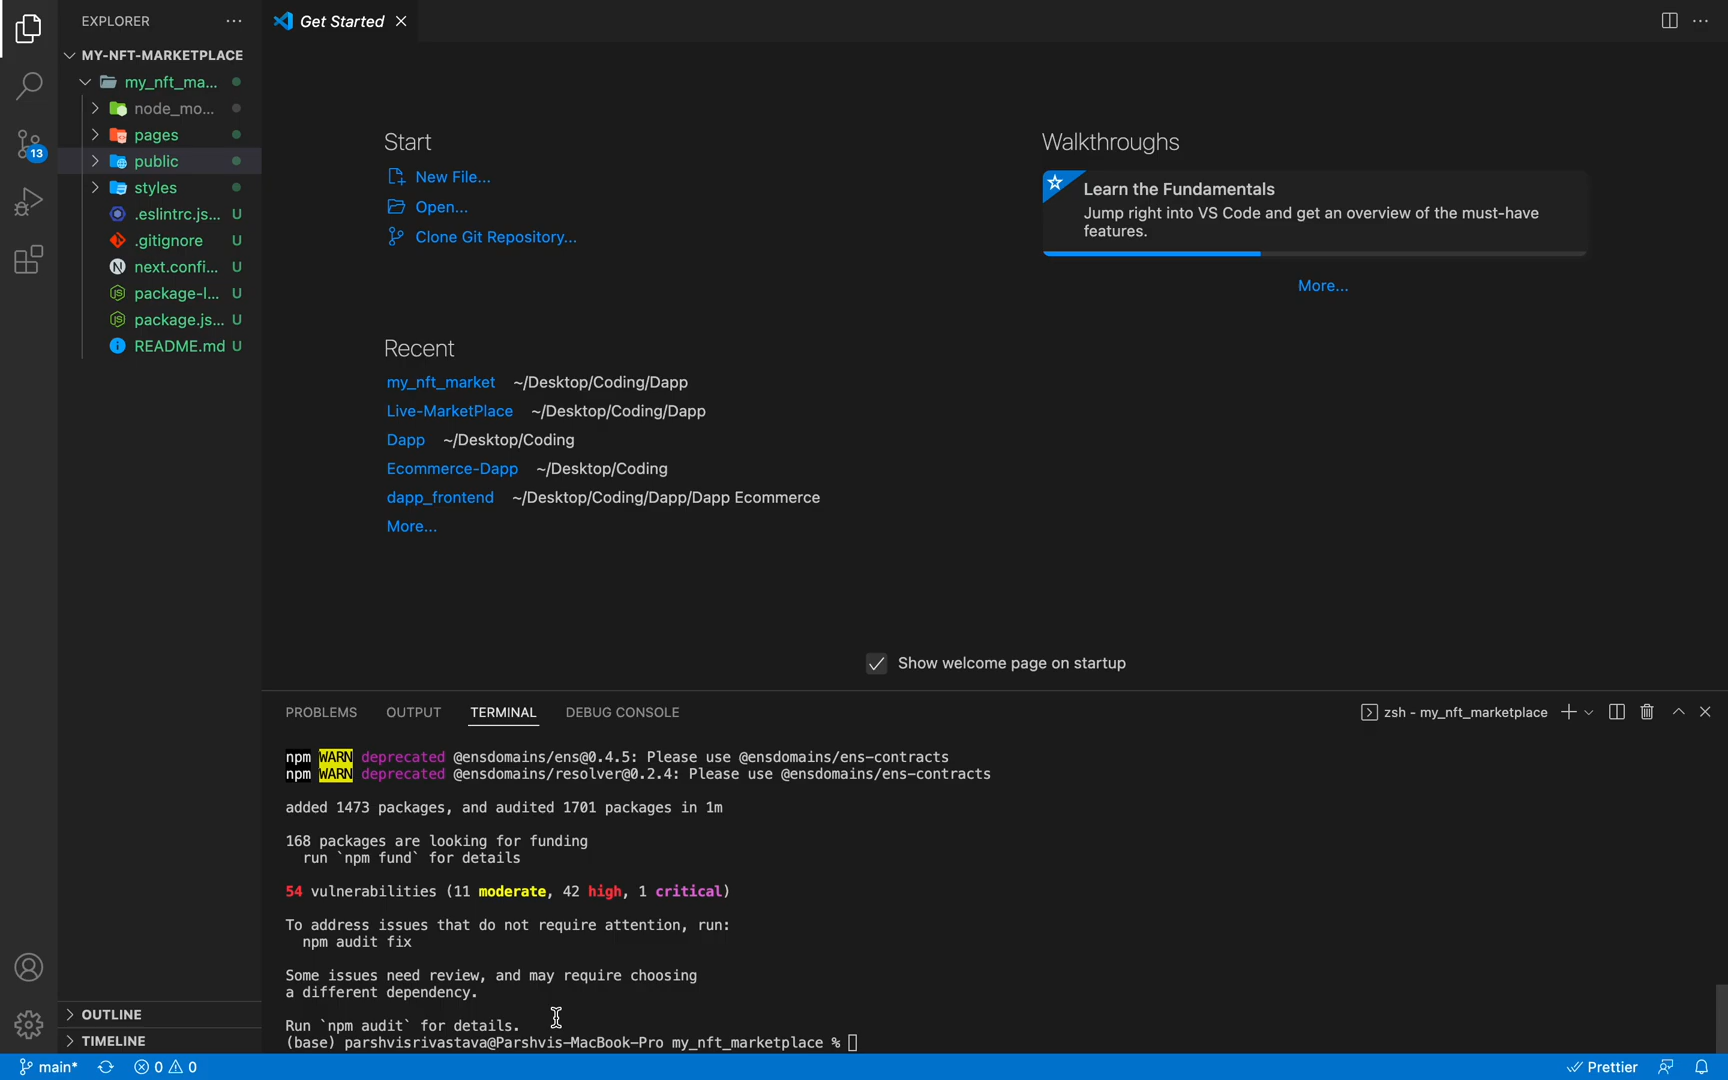 EXPLORER
Get Started
MY-NFT-MARKETPLACE
my_nft_ma...
node_mo...
pages
public
styles
.eslintrc.js... U
.gitignore U
next.confi... U
package-l... U
package.js... U
README.md U
13
Start
New File...
Open...
Clone Git Repository...
Walkthroughs
Learn the Fundamentals
Jump right into VS Code and get an overview of the must-have
features.
More...
Recent
my_nft_market ~/Desktop/Coding/Dapp
Live-MarketPlace ~/Desktop/Coding/Dapp
Dapp ~/Desktop/Coding
Ecommerce-Dapp ~/Desktop/Coding
dapp_frontend ~/Desktop/Coding/Dapp/Dapp Ecommerce
More...
Show welcome page on startup
PROBLEMS OUTPUT TERMINAL DEBUG CONSOLE
zsh - my_nft_marketplace
npm WARN deprecated @ensdomains/ens@0.4.5: Please use @ensdomains/ens-contracts
npm WARN deprecated @ensdomains/resolver@0.2.4: Please use @ensdomains/ens-contracts
added 1473 packages, and audited 1701 packages in 1m
168 packages are looking for funding
run `npm fund` for details
54 vulnerabilities (11 moderate, 42 high, 1 critical)
To address issues that do not require attention, run:
npm audit fix
Some issues need review, and may require choosing
a different dependency.
Run `npm audit` for details.
(base) parshvisrivastava@Parshvis-MacBook-Pro my_nft_marketplace %
OUTLINE
TIMELINE
main* 0 0
Prettier